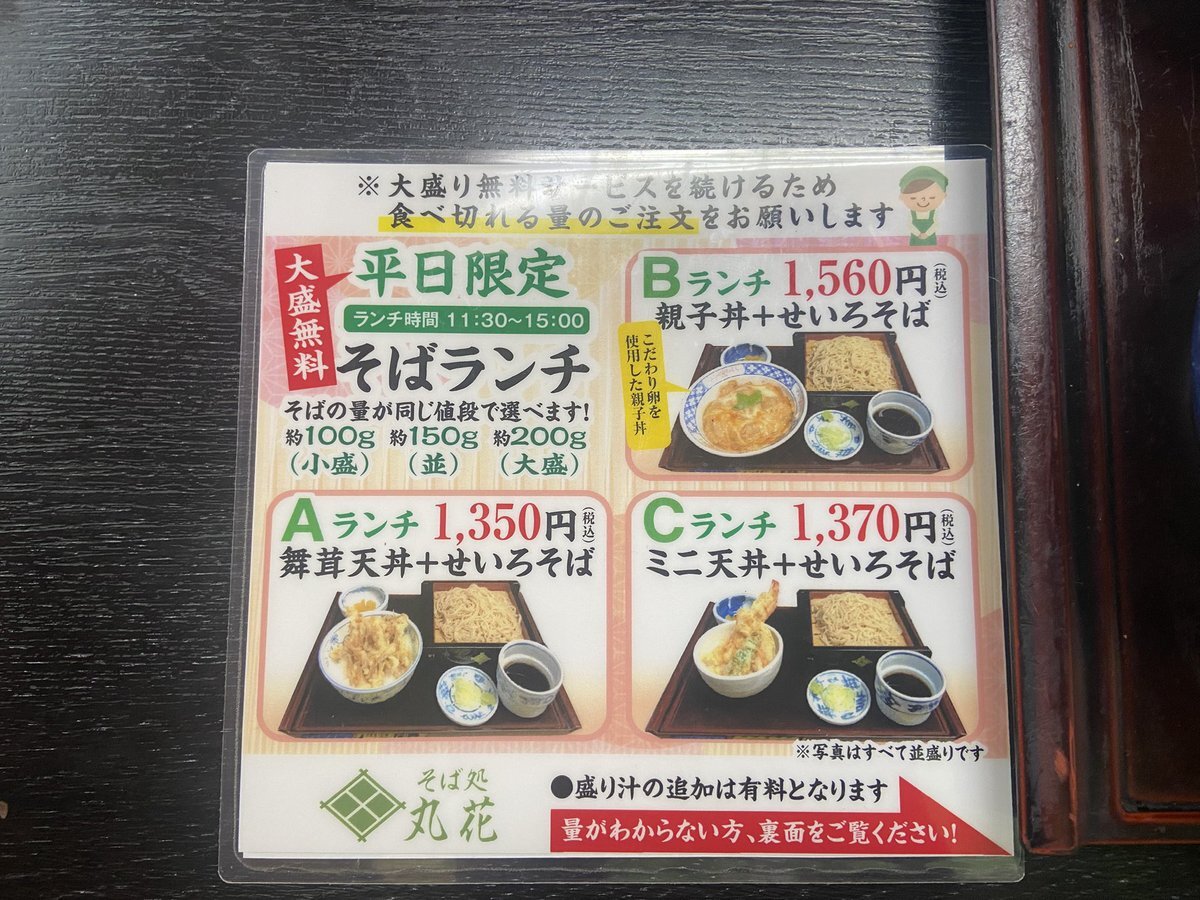 ※大盛り無料サービスを続けるため
食べ切れる量のご注文をお願いします
大盛無料
平日限定
ランチ時間 11:30〜15:00
そばランチ
そばの量が同じ値段で選べます!
約100g 約150g 約200g
(小盛) (並) (大盛)
Bランチ 1,560円(税込)
親子丼+せいろそば
こだわり卵を
使用した親子丼
Aランチ 1,350円(税込)
舞茸天丼+せいろそば
Cランチ 1,370円(税込)
ミニ天丼+せいろそば
※写真はすべて並盛りです
そば処
丸花
●盛り汁の追加は有料となります
量がわからない方、裏面をご覧ください!